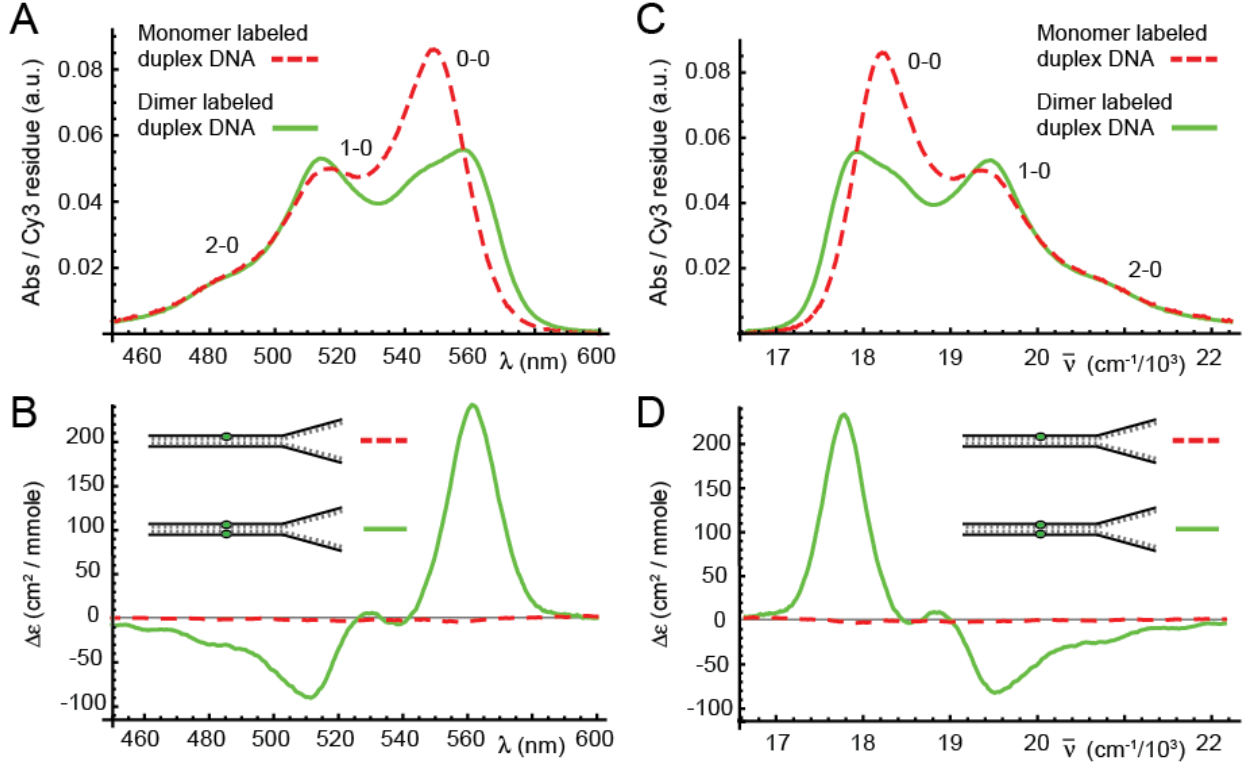 A
Monomer labeled
duplex DNA
Dimer labeled
duplex DNA
0-0
1-0
2-0
Abs / Cy3 residue (a.u.)
0.08
0.06
0.04
0.02
460 480 500 520 540 560 λ (nm) 600
C
Monomer labeled
duplex DNA
Dimer labeled
duplex DNA
0-0
1-0
2-0
Abs / Cy3 residue (a.u.)
0.08
0.06
0.04
0.02
17 18 19 20 ν̅ (cm⁻¹/10³) 22
B
Δε (cm² / mmole)
200
150
100
50
0
-50
-100
460 480 500 520 540 560 λ (nm) 600
D
Δε (cm² / mmole)
200
150
100
50
0
-50
-100
17 18 19 20 ν̅ (cm⁻¹/10³) 22